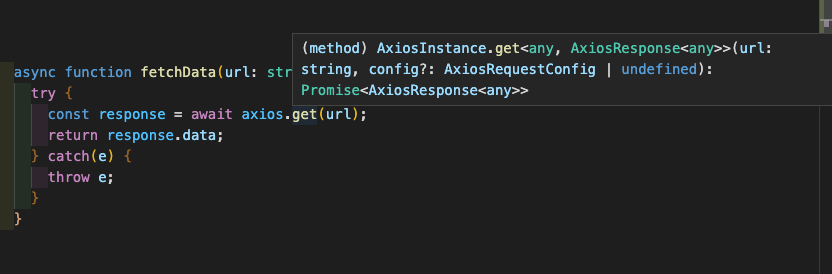 (method) AxiosInstance.get<any, AxiosResponse<any>>(url:
string, config?: AxiosRequestConfig | undefined):
Promise<AxiosResponse<any>>
async function fetchData(url: str
try {
const response = await axios.get(url);
return response.data;
} catch(e) {
throw e;
}
}